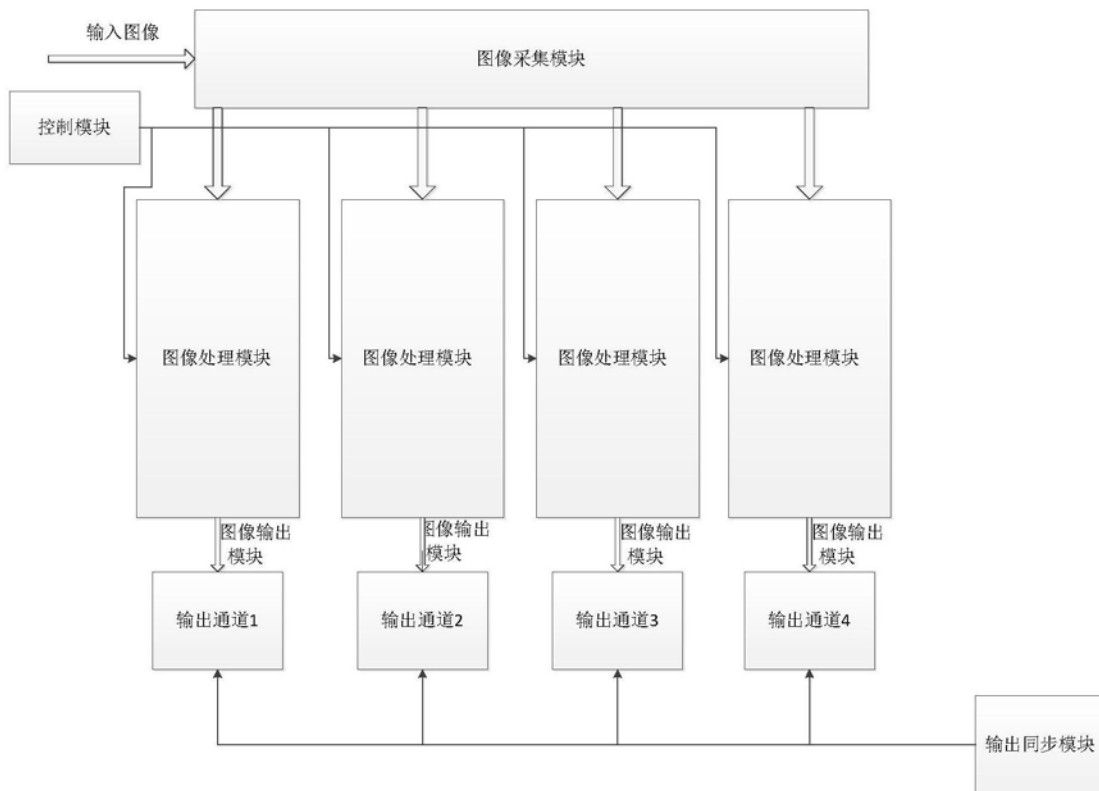 输入图像
图像采集模块
控制模块
图像处理模块
图像处理模块
图像处理模块
图像处理模块
图像输出
模块
图像输出
模块
图像输出
模块
图像输出
模块
输出通道1
输出通道2
输出通道3
输出通道4
输出同步模块